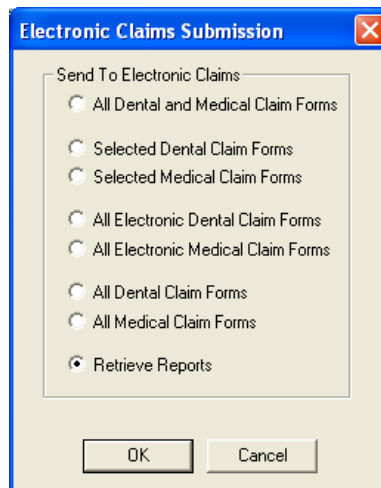 Electronic Claims Submission
Send To Electronic Claims
All Dental and Medical Claim Forms
Selected Dental Claim Forms
Selected Medical Claim Forms
All Electronic Dental Claim Forms
All Electronic Medical Claim Forms
All Dental Claim Forms
All Medical Claim Forms
Retrieve Reports
OK Cancel